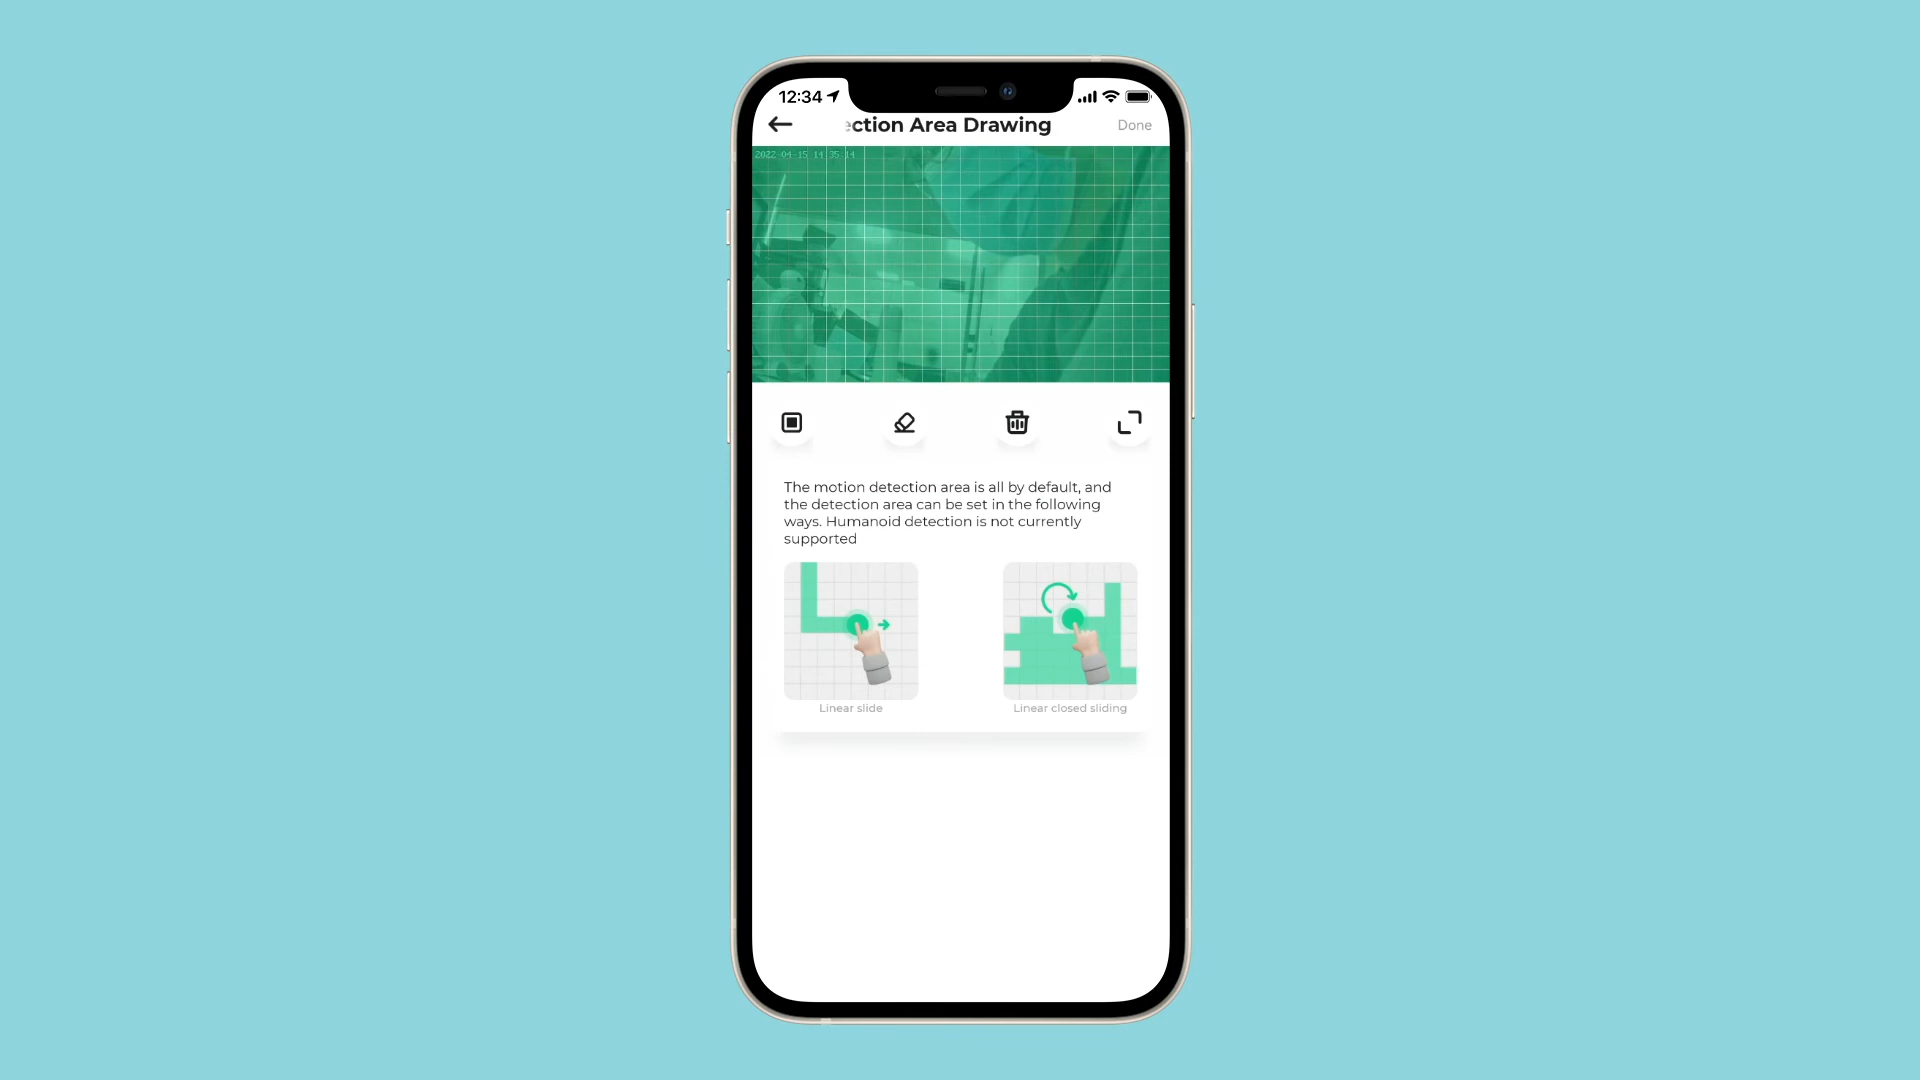 12:34
ction Area Drawing
Done
2022-04-15 14:35:14
The motion detection area is all by default, and
the detection area can be set in the following
ways. Humanoid detection is not currently
supported
Linear slide
Linear closed sliding